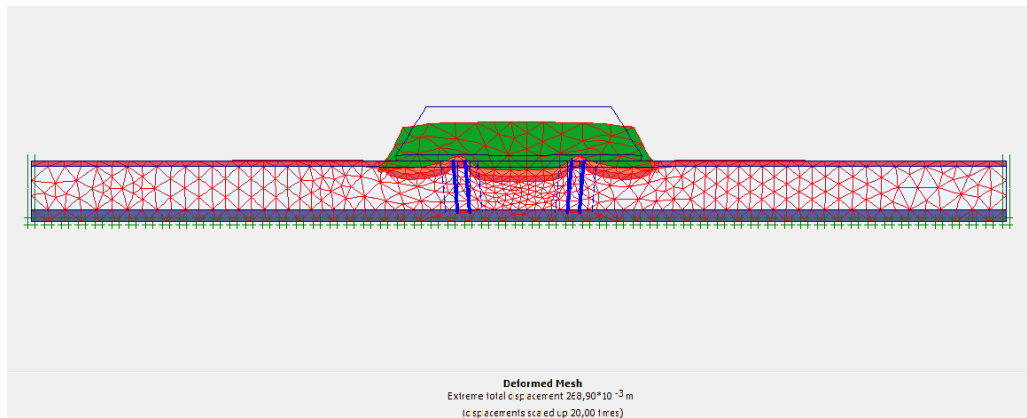 Deformed Mesh
Extreme total displacement 268,90*10 -3 m
(displacements scaled up 20,00 times)